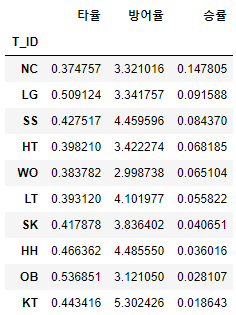 타율 방어율 승률
T_ID
NC 0.374757 3.321016 0.147805
LG 0.509124 3.341757 0.091588
SS 0.427517 4.459596 0.084370
HT 0.398210 3.422274 0.068185
WO 0.383782 2.998738 0.065104
LT 0.393120 4.101977 0.055822
SK 0.417878 3.836402 0.040651
HH 0.466362 4.485550 0.036016
OB 0.536851 3.121050 0.028107
KT 0.443416 5.302426 0.018643